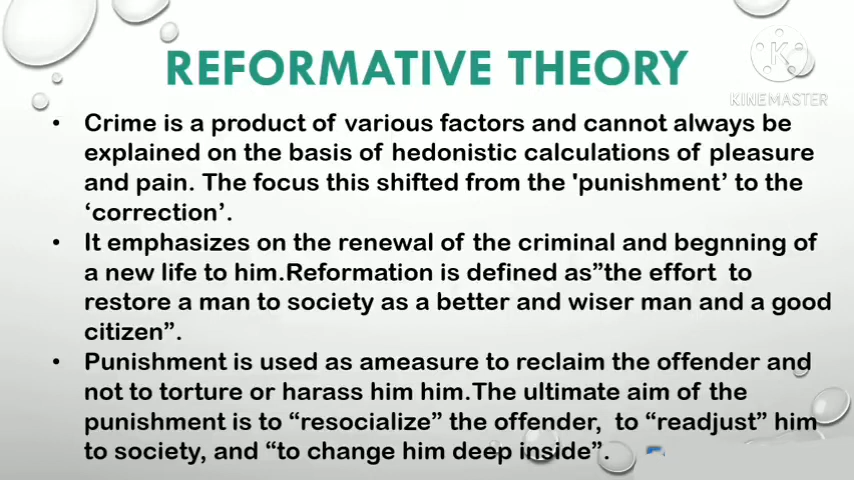 REFORMATIVE THEORY
K
KINEMASTER
• Crime is a product of various factors and cannot always be
explained on the basis of hedonistic calculations of pleasure
and pain. The focus this shifted from the 'punishment’ to the
‘correction’.
• It emphasizes on the renewal of the criminal and begnning of
a new life to him.Reformation is defined as”the effort to
restore a man to society as a better and wiser man and a good
citizen”.
• Punishment is used as ameasure to reclaim the offender and
not to torture or harass him him.The ultimate aim of the
punishment is to “resocialize” the offender, to “readjust” him
to society, and “to change him deep inside”.